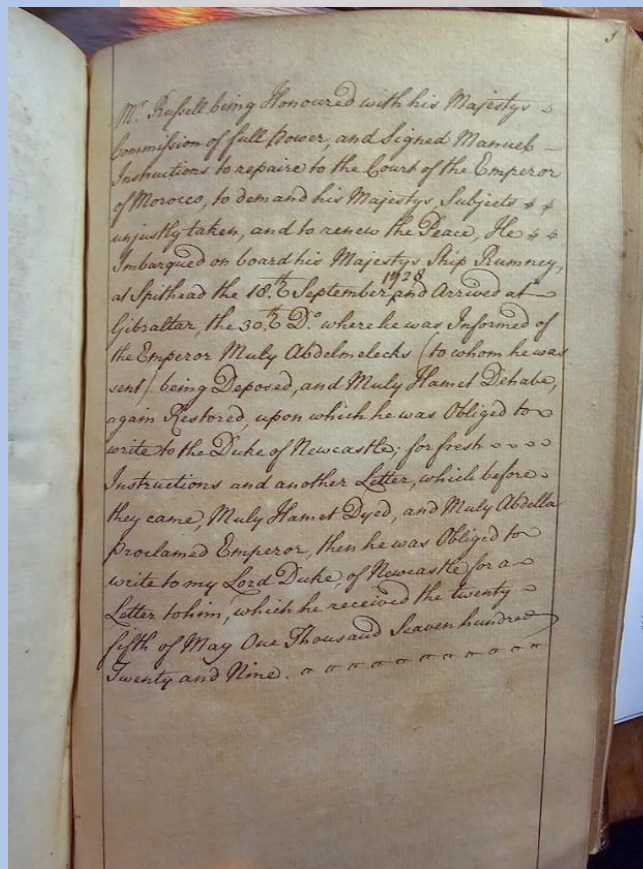 Mr. Russell being Honoured with his Majestys
Commission of full Power, and Signed Manuel
Instructions to repaire to the Court of the Emperor
of Morocco, to demand his Majestys, Subjects
unjustly taken, and to renew the Peace, He
Imbarqued on board his Majestys Ship Rumney,
at Spithead the 18.th September, 1728 and Arrived at
Gibraltar, the 30.th Do. where he was Informed of
the Emperor Muly Abdelmelechs (to whom he was
sent) being Deposed, and Muly Hamet Dehabe,
again Restored, upon which he was Obliged to
write to the Duke of Newcastle; for fresh
Instructions and another Letter, which before
they came, Muly Hamet Dyed, and Muly Abdella
Proclamed Emperor, then he was Obliged to
write to my Lord Duke, of Newcastle for a
Letter to him, which he received the twenty
fifth of May One Thousand Seaven hundred
Twenty and Nine.